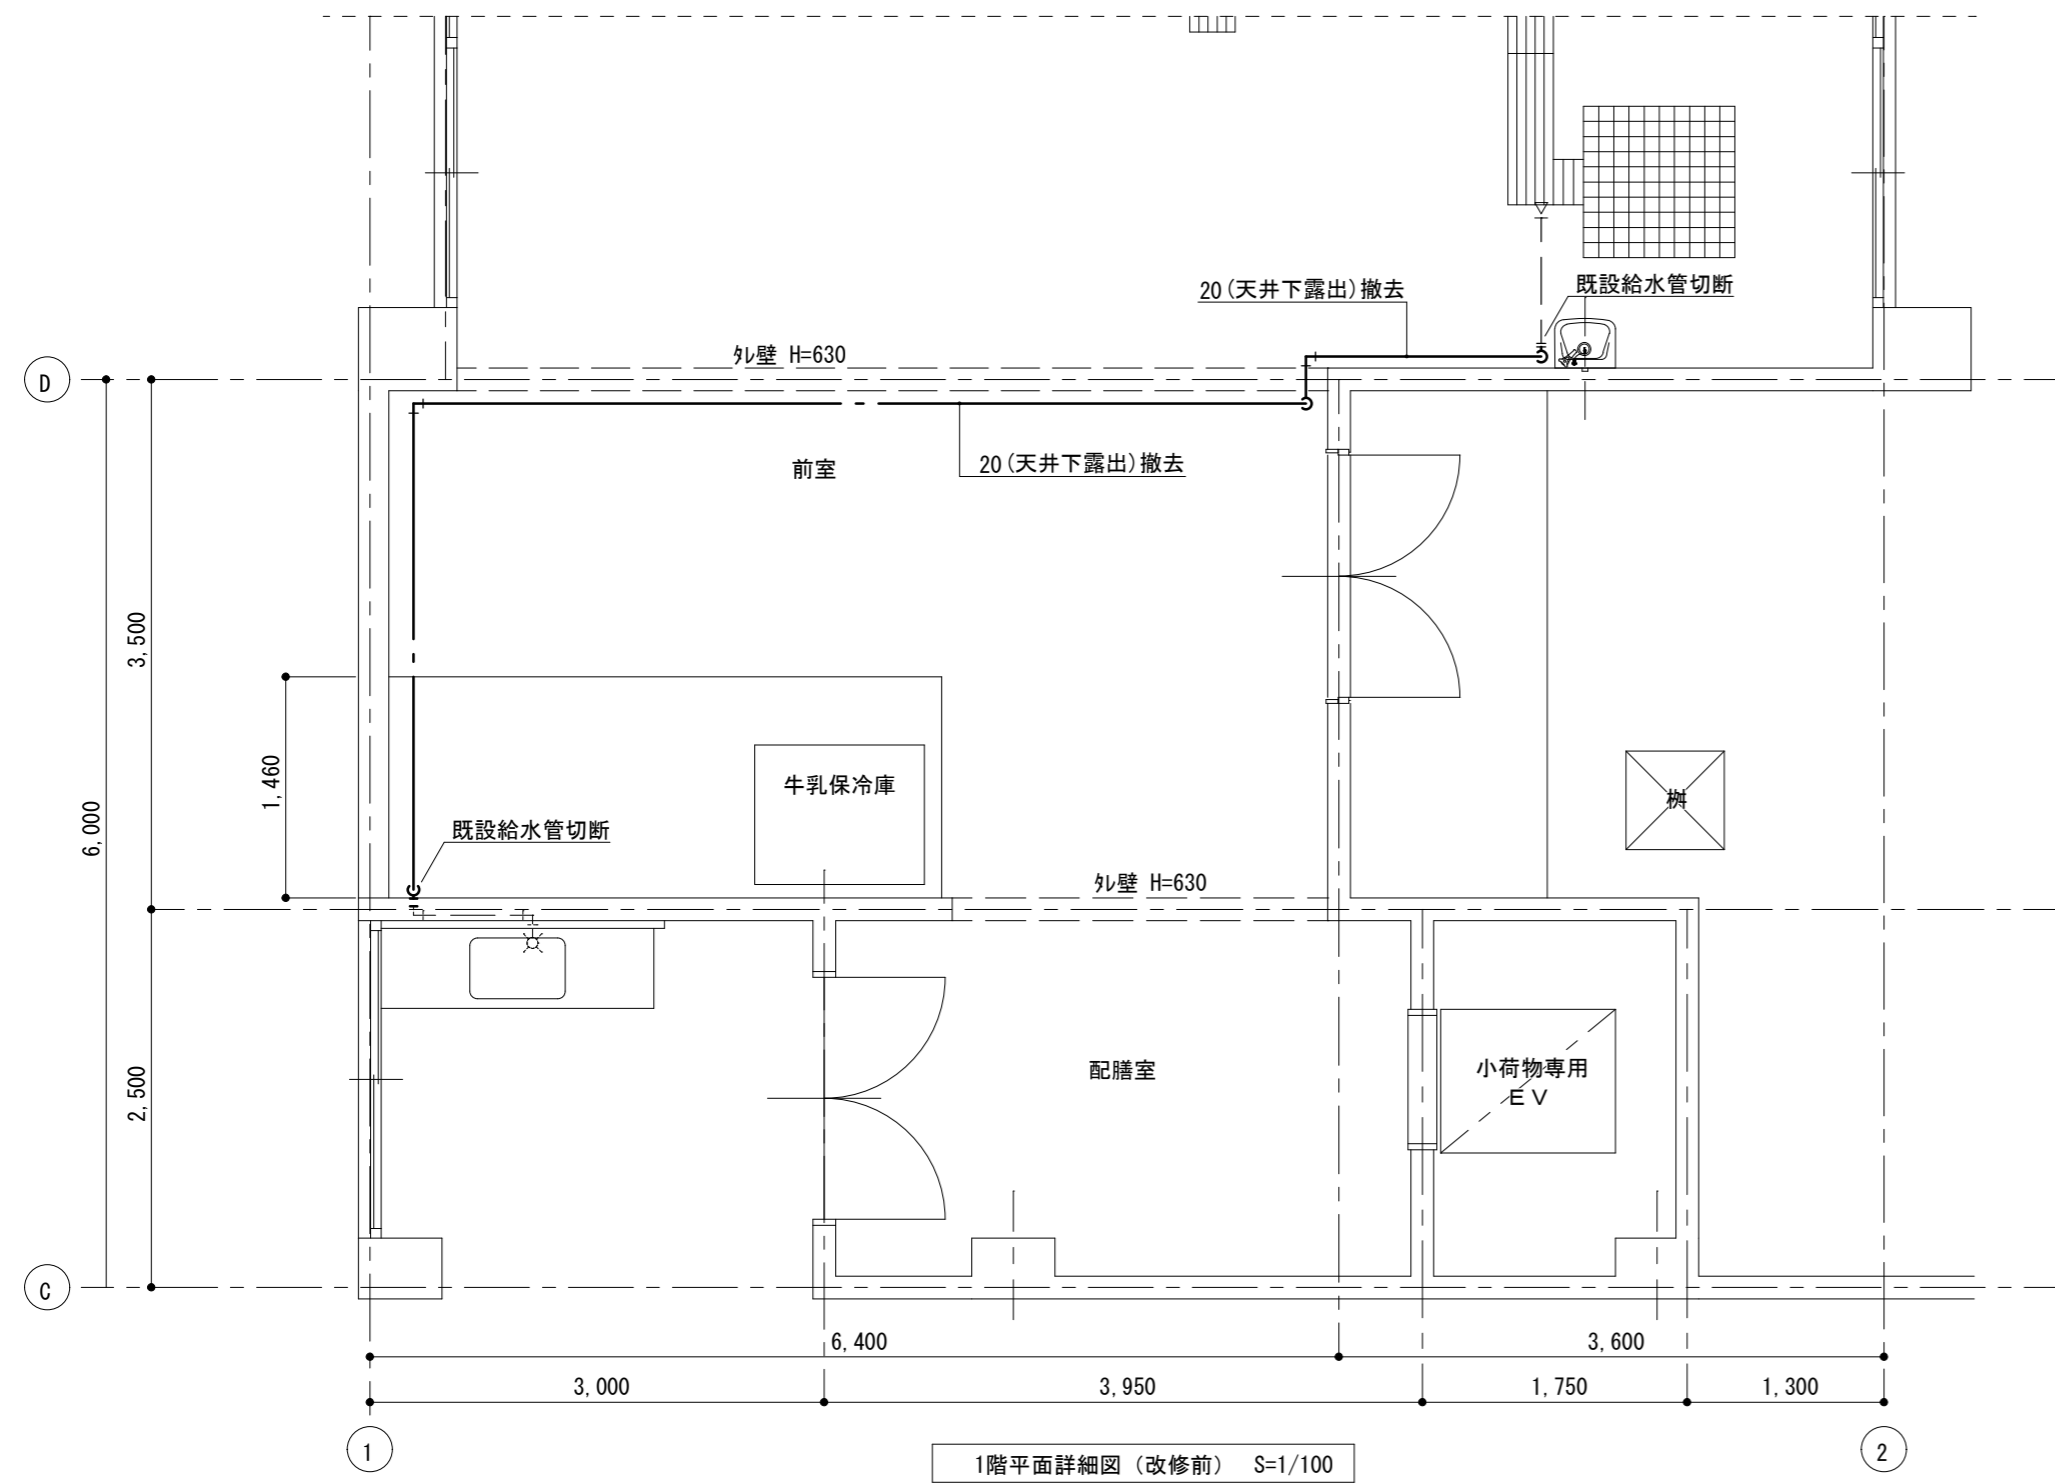 20(天井下露出)撤去
既設給水管切断
ﾀﾚ壁 H=630
D
前室
20(天井下露出)撤去
3,500
1,460
6,000
牛乳保冷庫
桝
既設給水管切断
ﾀﾚ壁 H=630
2,500
配膳室
小荷物専用
EV
C
6,400
3,600
3,000
3,950
1,750
1,300
1
2
1階平面詳細図(改修前) S=1/100